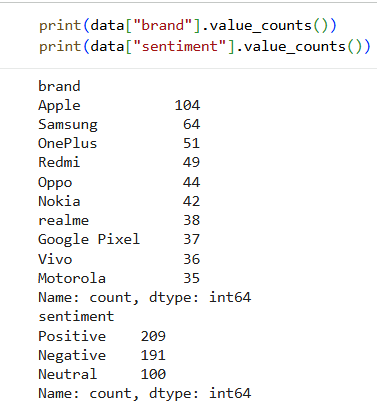 print(data["brand"].value_counts())
print(data["sentiment"].value_counts())
brand
Apple 104
Samsung 64
OnePlus 51
Redmi 49
Oppo 44
Nokia 42
realme 38
Google Pixel 37
Vivo 36
Motorola 35
Name: count, dtype: int64
sentiment
Positive 209
Negative 191
Neutral 100
Name: count, dtype: int64